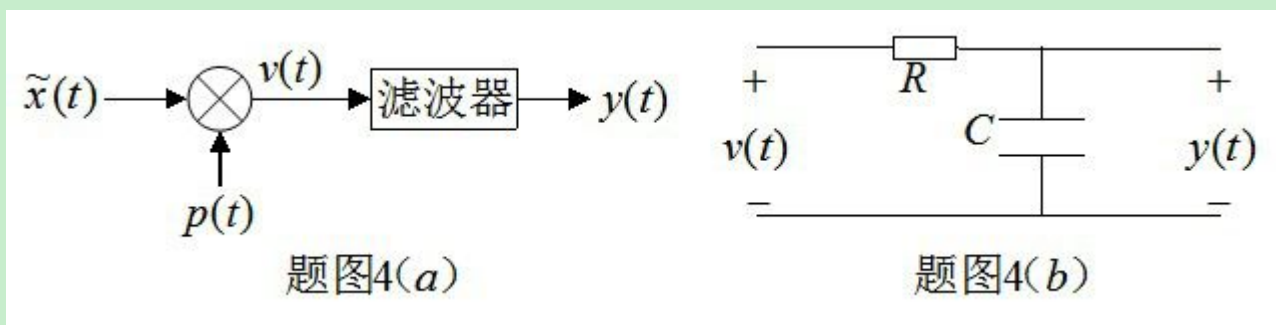 x̃(t) v(t) 滤波器 y(t)
p(t)
题图4(a)
+ R +
v(t) C y(t)
− −
题图4(b)